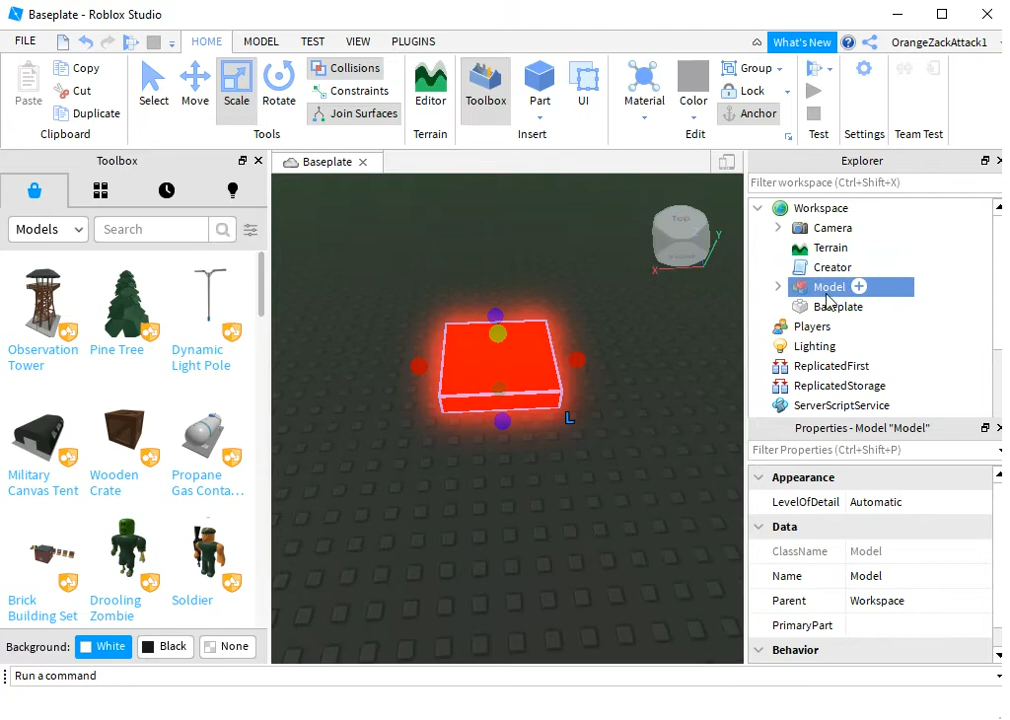 Baseplate - Roblox Studio
FILE HOME MODEL TEST VIEW PLUGINS What's New OrangeZackAttack1
Paste Copy Cut Duplicate
Clipboard
Select Move Scale Rotate Collisions Constraints Join Surfaces
Tools
Editor
Terrain
Toolbox Part UI
Insert
Material Color Group Lock Anchor
Edit
Test
Settings
Team Test
Toolbox
Models Search
Observation Tower
Pine Tree
Dynamic Light Pole
Military Canvas Tent
Wooden Crate
Propane Gas Conta...
Brick Building Set
Drooling Zombie
Soldier
Background: White Black None
Baseplate
Top
Front
X
Y
L
Explorer
Filter workspace (Ctrl+Shift+X)
Workspace
Camera
Terrain
Creator
Model
Baseplate
Players
Lighting
ReplicatedFirst
ReplicatedStorage
ServerScriptService
Properties - Model "Model"
Filter Properties (Ctrl+Shift+P)
Appearance
LevelOfDetail Automatic
Data
ClassName Model
Name Model
Parent Workspace
PrimaryPart
Behavior
Run a command